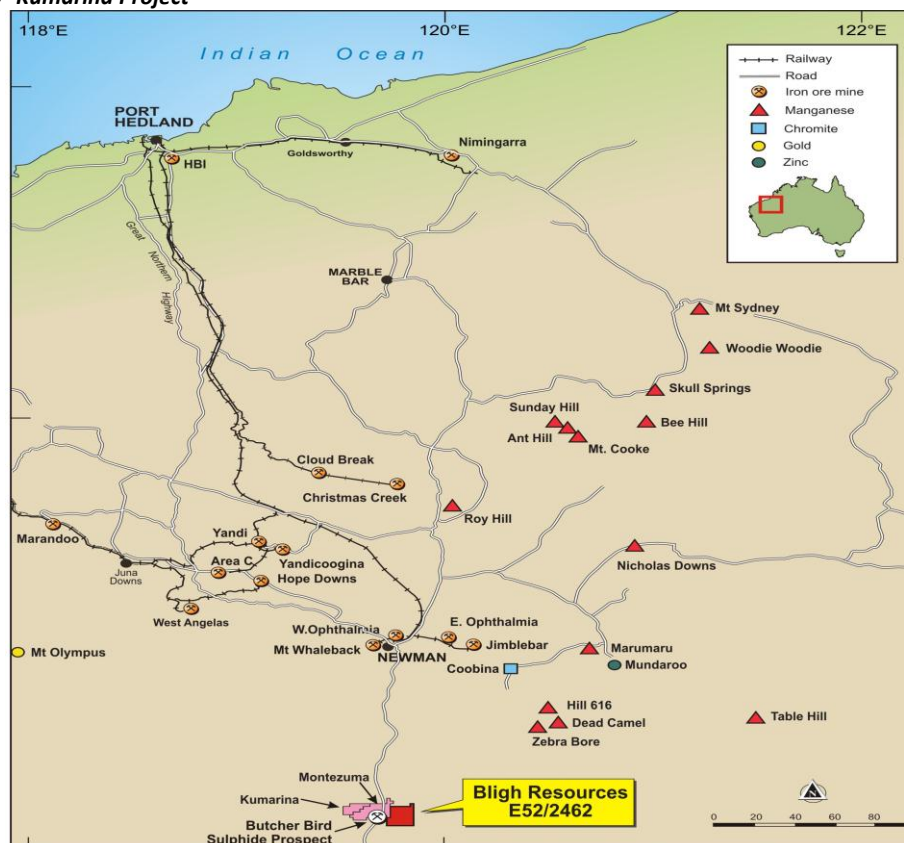 Kumarina Project
118°E
120°E
122°E
Indian Ocean
Railway
Road
Iron ore mine
Manganese
Chromite
Gold
Zinc
PORT
HEDLAND
HBI
Goldsworthy
Nimingarra
Great Northern Highway
MARBLE
BAR
Mt Sydney
Woodie Woodie
Skull Springs
Sunday Hill
Bee Hill
Ant Hill
Mt. Cooke
Cloud Break
Christmas Creek
Roy Hill
Marandoo
Yandi
Area C
Yandicoogina
Hope Downs
Juna
Downs
Nicholas Downs
West Angelas
W.Ophthalmia
E. Ophthalmia
Mt Whaleback
Jimblebar
NEWMAN
Mt Olympus
Marumaru
Coobina
Mundaroo
Hill 616
Dead Camel
Table Hill
Zebra Bore
Montezuma
Kumarina
Butcher Bird
Sulphide Prospect
Bligh Resources
E52/2462
N
0 20 40 60 80